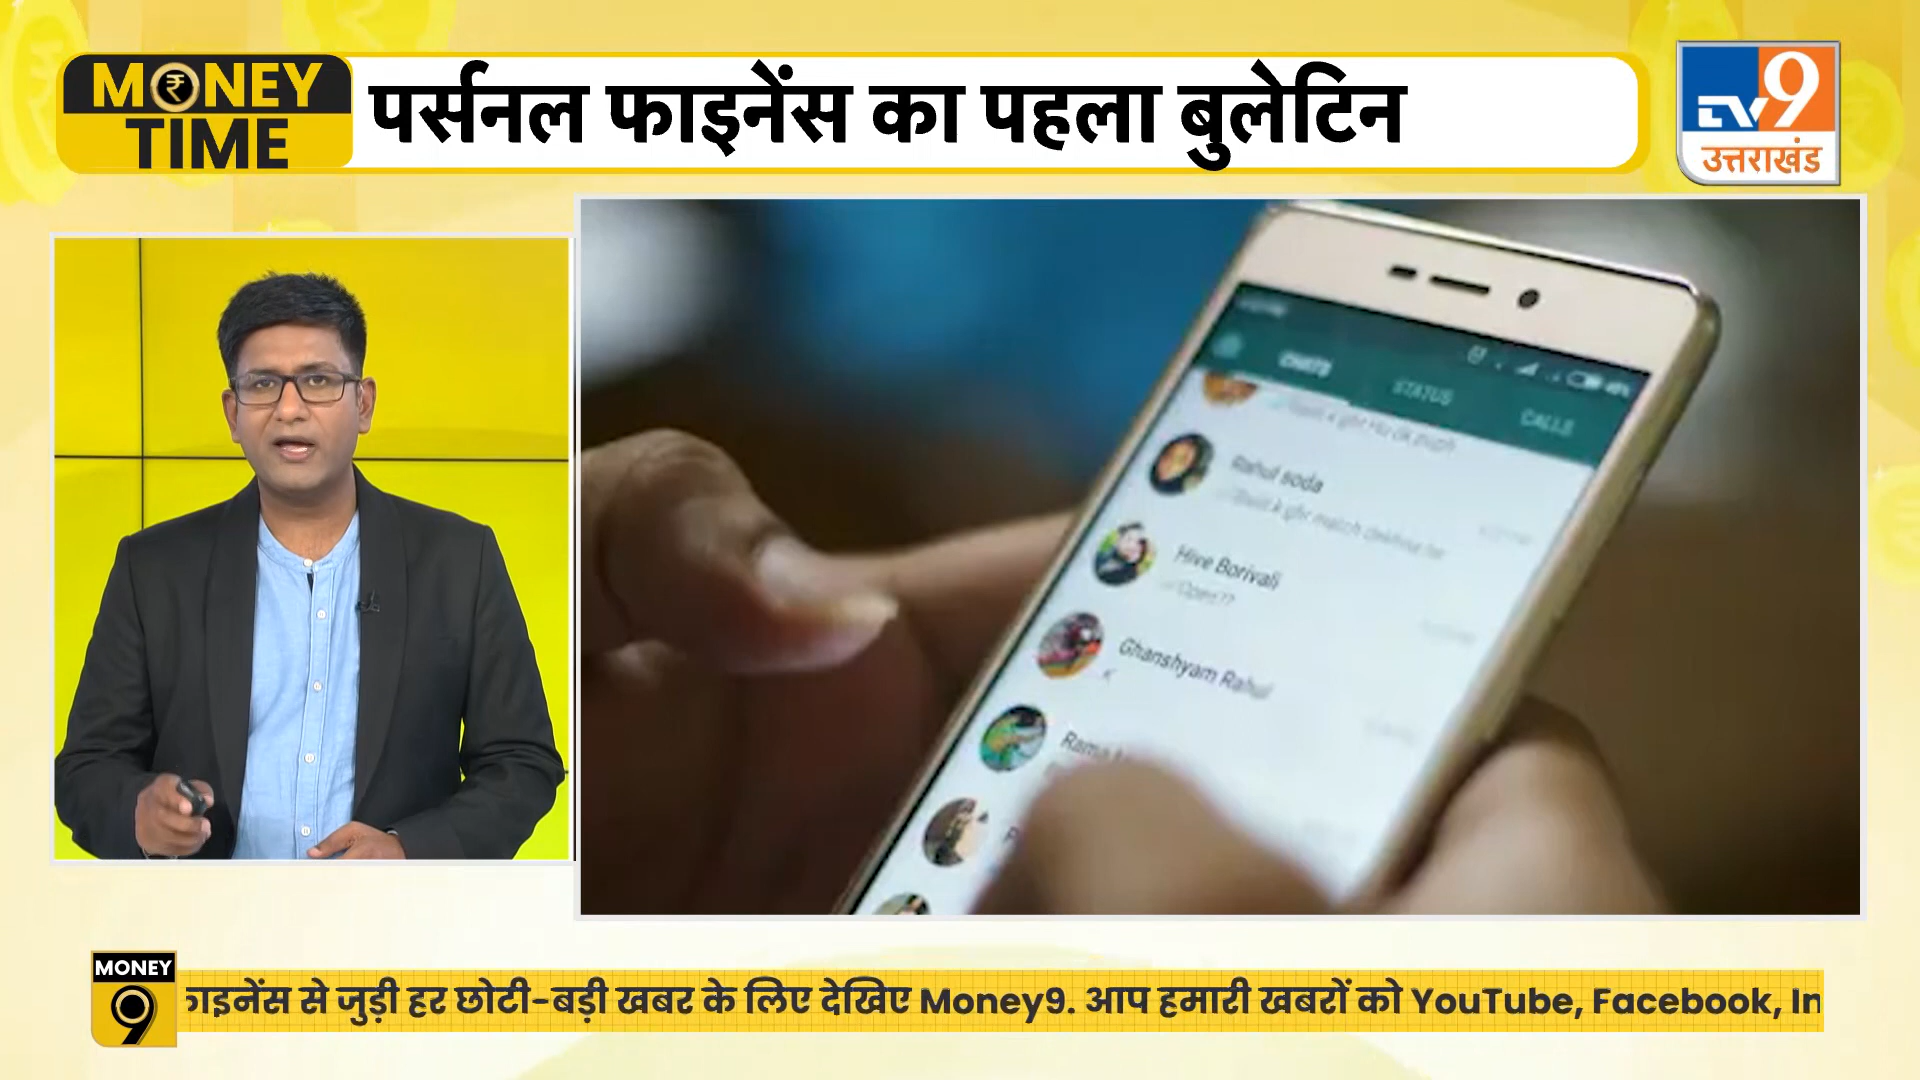 MONEY
TIME
पर्सनल फाइनेंस का पहला बुलेटिन
TV9
उत्तराखंड
CHATS
STATUS
CALLS
Rahul soda
Hive Borivali
Open??
Ghanshyam Rahul
K
MONEY
9
से जुड़ी हर छोटी-बड़ी खबर के लिए देखिए Money9. आप हमारी खबरों को YouTube, Facebook, In